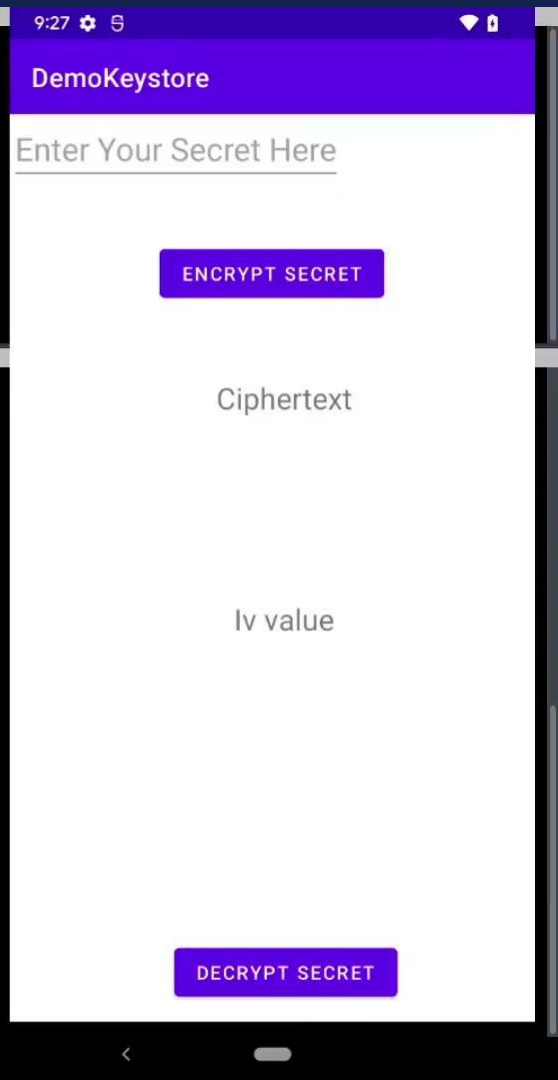 9:27
DemoKeystore
Enter Your Secret Here
ENCRYPT SECRET
Ciphertext
Iv value
DECRYPT SECRET